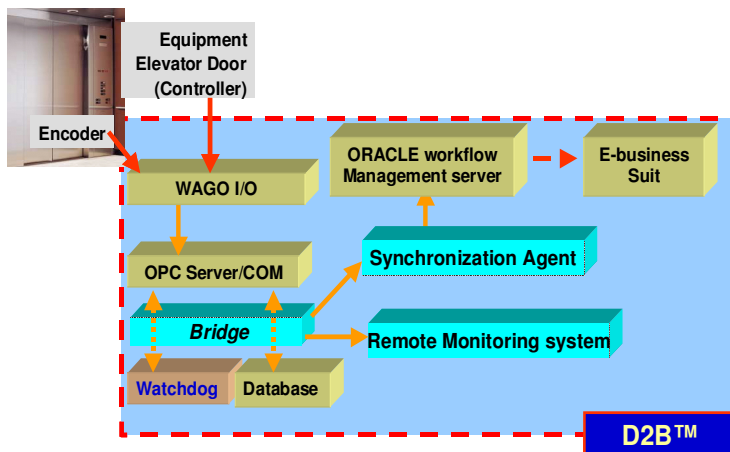 Equipment
Elevator Door
(Controller)
Encoder
WAGO I/O
ORACLE workflow
Management server
E-business
Suit
OPC Server/COM
Synchronization Agent
Bridge
Remote Monitoring system
Watchdog
Database
D2B™